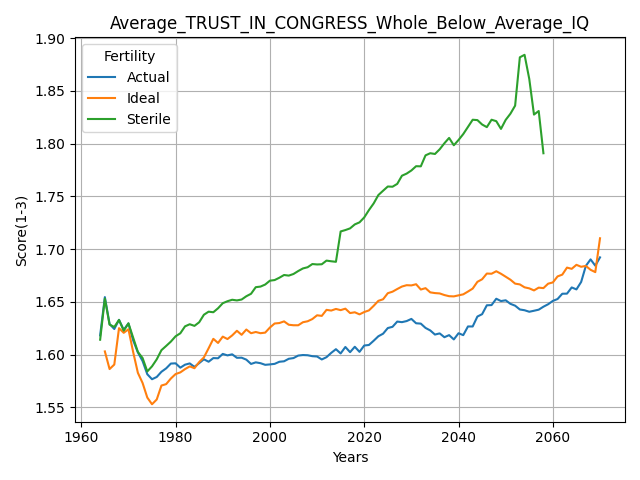 Average_TRUST_IN_CONGRESS_Whole_Below_Average_IQ
Fertility
Actual
Ideal
Sterile
Score(1-3)
1.90
1.85
1.80
1.75
1.70
1.65
1.60
1.55
1960
1980
2000
2020
2040
2060
Years